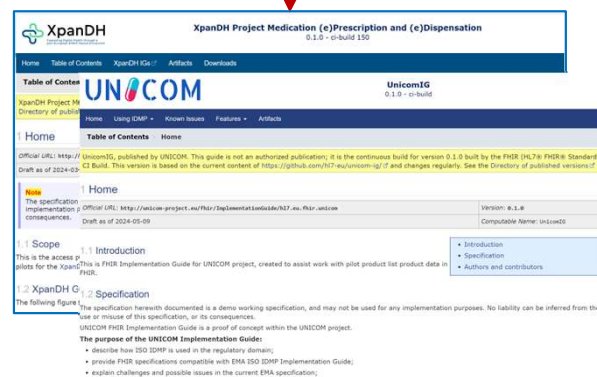 XpanDH
XpanDH Project Medication (e)Prescription and (e)Dispensation
0.1.0 - ci-build 150
Home Table of Contents XpanDH IGs Artifacts Downloads
Table of Conten
XpanDH Project M
Directory of publis
1 Home
Official URL: http:/
Draft as of 2024-03-
Note
The specification
implementation p
consequences.
1.1 Scope
This is the access p
pilots for the Xpan
1.2 XpanDH G
The following figure
UNICOM
UnicomIG
0.1.0 - ci-build
Home Using IDMP Known Issues Features Artifacts
Table of Contents Home
UnicomIG, published by UNICOM. This guide is not an authorized publication; it is the continuous build for version 0.1.0 built by the FHIR (HL7® FHIR® Standard
CI Build. This version is based on the current content of https://github.com/hl7-eu/unicom-ig/ and changes regularly. See the Directory of published versions
1 Home
Official URL: http://unicom-project.eu/fhir/ImplementationGuide/hl7.eu.fhir.unicom Version: 0.1.0
Draft as of 2024-05-09 Computable Name: UnicomIG
1.1 Introduction
This is FHIR Implementation Guide for UNICOM project, created to assist work with pilot product list product data in
FHIR.
• Introduction
• Specification
• Authors and contributors
1.2 Specification
The specification herewith documented is a demo working specification, and may not be used for any implementation purposes. No liability can be inferred from the
use or misuse of this specification, or its consequences.
UNICOM FHIR Implementation Guide is a proof of concept within the UNICOM project.
The purpose of the UNICOM Implementation Guide:
• describe how ISO IDMP is used in the regulatory domain;
• provide FHIR specifications compatible with EMA ISO IDMP Implementation Guide;
• explain challenges and possible issues in the current EMA specification;